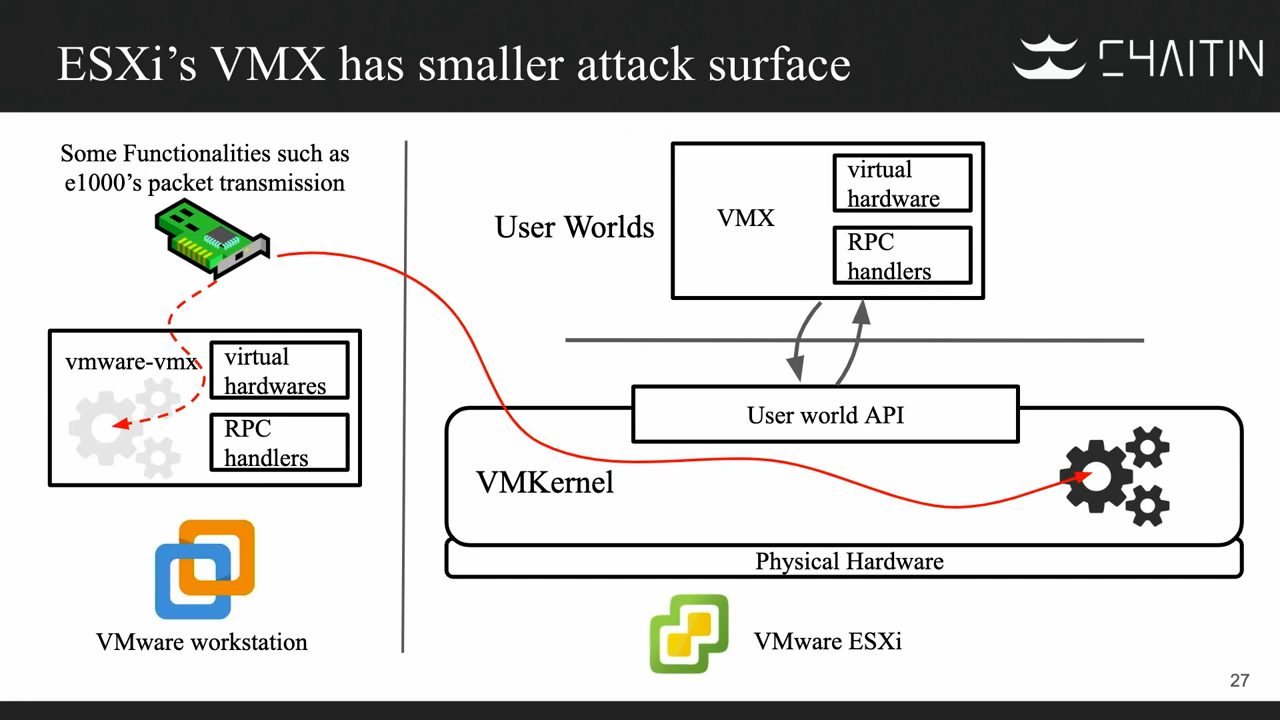 ESXi’s VMX has smaller attack surface
CHAITIN
Some Functionalities such as
e1000’s packet transmission
vmware-vmx
virtual
hardwares
RPC
handlers
VMware workstation
User Worlds
VMX
virtual
hardware
RPC
handlers
User world API
VMKernel
Physical Hardware
VMware ESXi
27